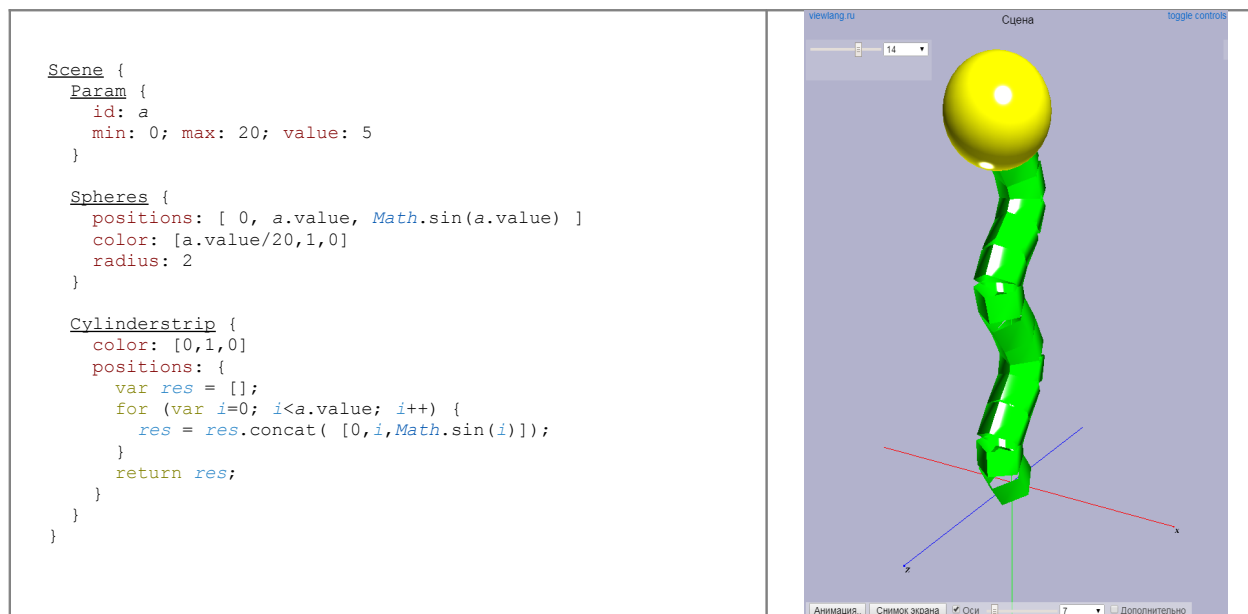 Scene {
  Param {
    id: a
    min: 0; max: 20; value: 5
  }

  Spheres {
    positions: [ 0, a.value, Math.sin(a.value) ]
    color: [a.value/20,1,0]
    radius: 2
  }

  Cylinderstrip {
    color: [0,1,0]
    positions: {
      var res = [];
      for (var i=0; i<a.value; i++) {
        res = res.concat( [0,i,Math.sin(i)]);
      }
      return res;
    }
  }
}
viewlang.ru
Сцена
toggle controls
14
x
z
Анимация..
Снимок экрана
Оси
7
Дополнительно